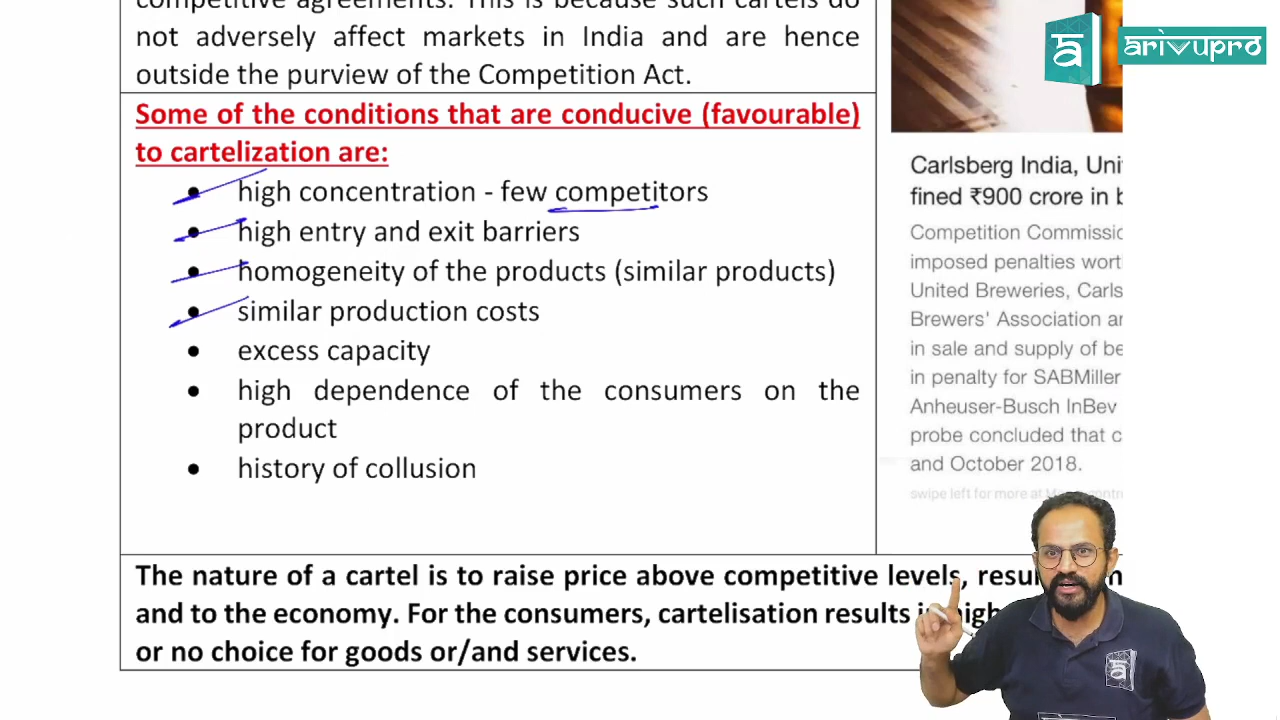 competitive agreements. This is because such cartels do
not adversely affect markets in India and are hence
outside the purview of the Competition Act.
Some of the conditions that are conducive (favourable)
to cartelization are:
• high concentration - few competitors
• high entry and exit barriers
• homogeneity of the products (similar products)
• similar production costs
• excess capacity
• high dependence of the consumers on the
product
• history of collusion
The nature of a cartel is to raise price above competitive levels,
and to the economy. For the consumers, cartelisation results
or no choice for goods or/and services.
arivupro
Carlsberg India,
fined ₹900 crore in
Competition
imposed penalties
United Breweries,
Brewers' Association
in sale and supply of
in penalty for SABMiller
Anheuser-Busch InBev
probe concluded that
and October 2018.
swipe left for more at